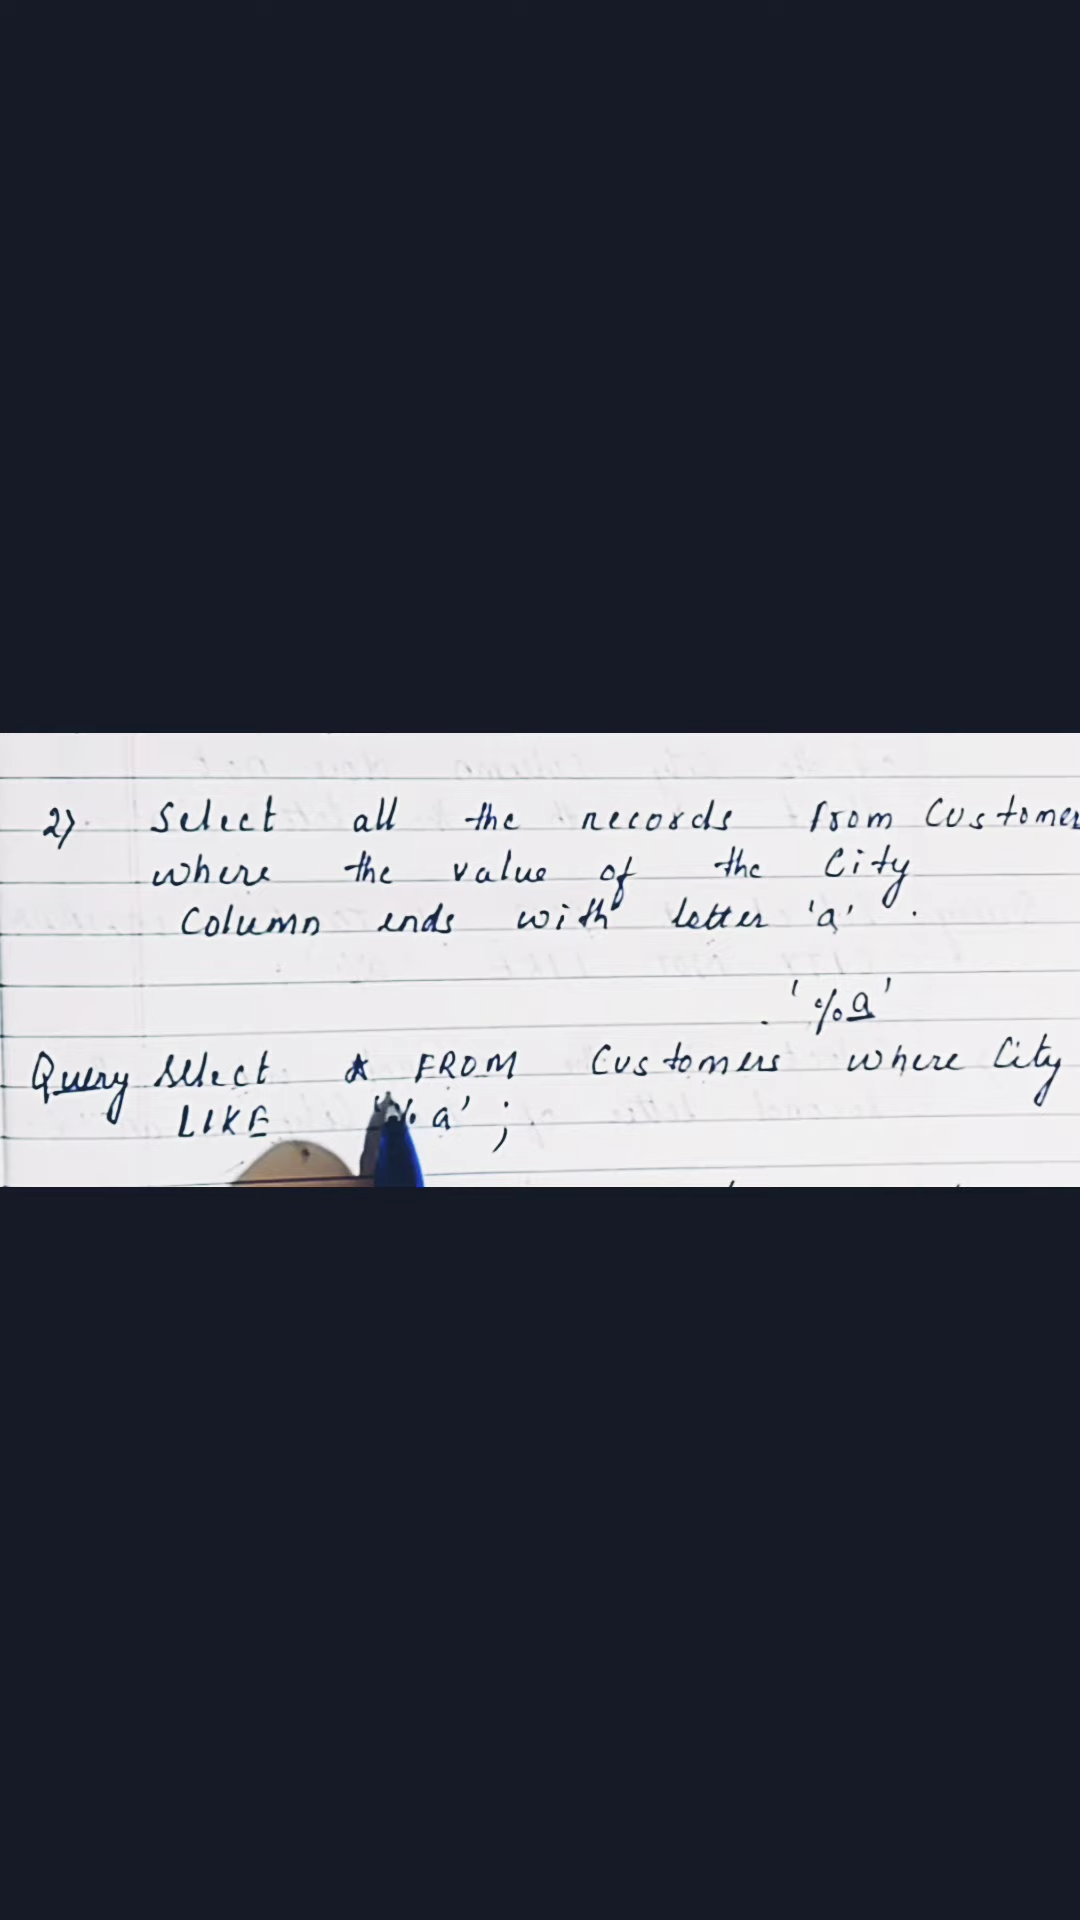 2) Select all the records from Customer
where the value of the City
Column ends with letter 'a'.
'%a'
Query Select * FROM Customers where City
LIKE '%a';